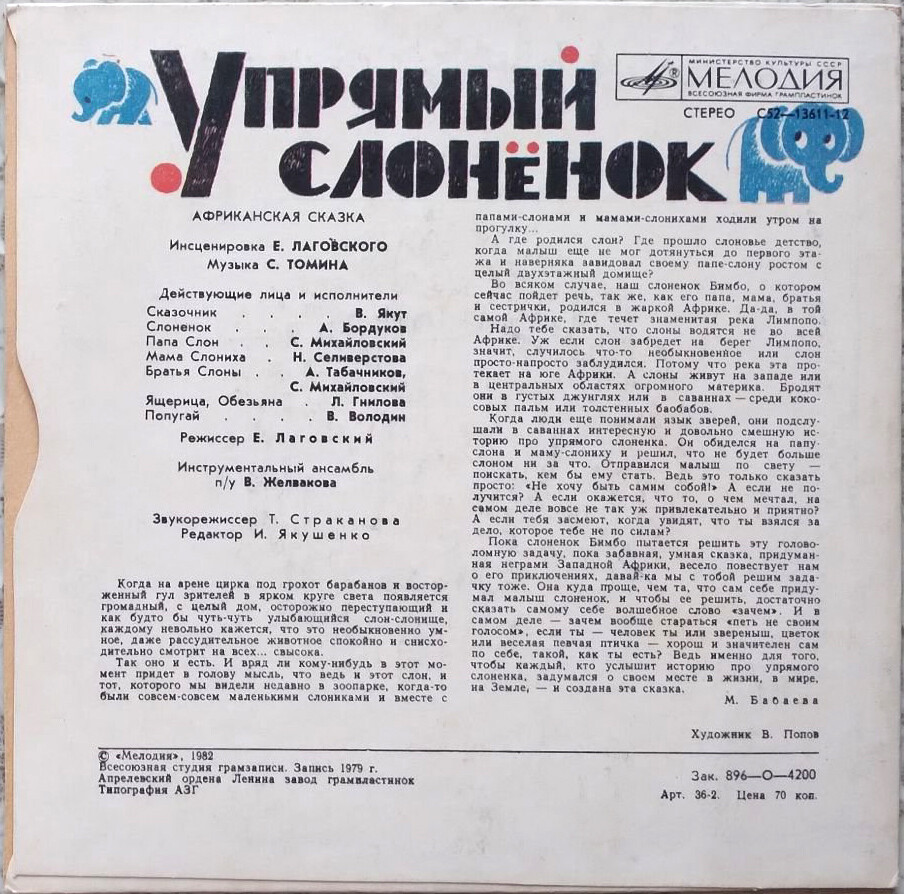 УПРЯМЫЙ
СЛОНЁНОК
МИНИСТЕРСТВО КУЛЬТУРЫ СССР
МЕЛОДИЯ
ВСЕСОЮЗНАЯ ФИРМА ГРАМПЛАСТИНОК
СТЕРЕО С52—13611-12
АФРИКАНСКАЯ СКАЗКА
Инсценировка Е. ЛАГОВСКОГО
Музыка С. ТОМИНА
Действующие лица и исполнители
Сказочник . . . . В. Якут
Слоненок . . . . А. Бордуков
Папа Слон . . С. Михайловский
Мама Слониха . Н. Селиверстова
Братья Слоны . . А. Табачников,
С. Михайловский
Ящерица, Обезьяна . Л. Гнилова
Попугай . . . . В. Володин
Режиссер Е. Лаговский
Инструментальный ансамбль
п/у В. Желвакова
Звукорежиссер Т. Страканова
Редактор И. Якушенко
Когда на арене цирка под грохот барабанов и востор-
женный гул зрителей в ярком круге света появляется
громадный, с целый дом, осторожно переступающий и
как будто бы чуть-чуть улыбающийся слон-слонище,
каждому невольно кажется, что это необыкновенно ум-
ное, даже рассудительное животное спокойно и снисхо-
дительно смотрит на всех... свысока.
Так оно и есть. И вряд ли кому-нибудь в этот мо-
мент придет в голову мысль, что ведь и этот слон, и
тот, которого мы видели недавно в зоопарке, когда-то
были совсем-совсем маленькими слониками и вместе с
папами-слонами и мамами-слонихами ходили утром на
прогулку...
А где родился слон? Где прошло слоновье детство,
когда малыш еще не мог дотянуться до первого эта-
жа и наверняка завидовал своему папе-слону ростом с
целый двухэтажный домище?
Во всяком случае, наш слоненок Бимбо, о котором
сейчас пойдет речь, так же, как его папа, мама, братья
и сестрички, родился в жаркой Африке. Да-да, в той
самой Африке, где течет знаменитая река Лимпопо.
Надо тебе сказать, что слоны водятся не во всей
Африке. Уж если слон забредет на берег Лимпопо,
значит, случилось что-то необыкновенное или слон
просто-напросто заблудился. Потому что река эта про-
текает на юге Африки. А слоны живут на западе или
в центральных областях огромного материка. Бродят
они в густых джунглях или в саваннах — среди коко-
совых пальм или толстенных баобабов.
Когда люди еще понимали язык зверей, они подслу-
шали в саваннах интересную и довольно смешную ис-
торию про упрямого слоненка. Он обиделся на папу-
слона и маму-слониху и решил, что не будет больше
слоном ни за что. Отправился малыш по свету —
поискать, кем бы ему стать. Ведь это только сказать
просто: «Не хочу быть самим собой!» А если не по-
лучится? А если окажется, что то, о чем мечтал, на
самом деле вовсе не так уж привлекательно и приятно?
А если тебя засмеют, когда увидят, что ты взялся за
дело, которое тебе не по силам?
Пока слоненок Бимбо пытается решить эту голово-
ломную задачу, пока забавная, умная сказка, придуман-
ная неграми Западной Африки, весело повествует нам
о его приключениях, давай-ка мы с тобой решим зада-
чку тоже. Она куда проще, чем та, что сам себе приду-
мал малыш слоненок, и чтобы ее решить, достаточно
сказать самому себе волшебное слово «зачем». И в
самом деле — зачем вообще стараться «петь не своим
голосом», если ты — человек ты или звереныш, цветок
или веселая певчая птичка — хорош и значителен сам
по себе, такой, как ты есть? Ведь именно для того,
чтобы каждый, кто услышит историю про упрямого
слоненка, задумался о своем месте в жизни, в мире,
на Земле, — и создана эта сказка.
М. Бабаева
Художник В. Попов
© «Мелодия», 1982
Всесоюзная студия грамзаписи. Запись 1979 г.
Апрелевский ордена Ленина завод грампластинок
Типография АЗГ
Зак. 896—О—4200
Арт. 36-2. Цена 70 коп.